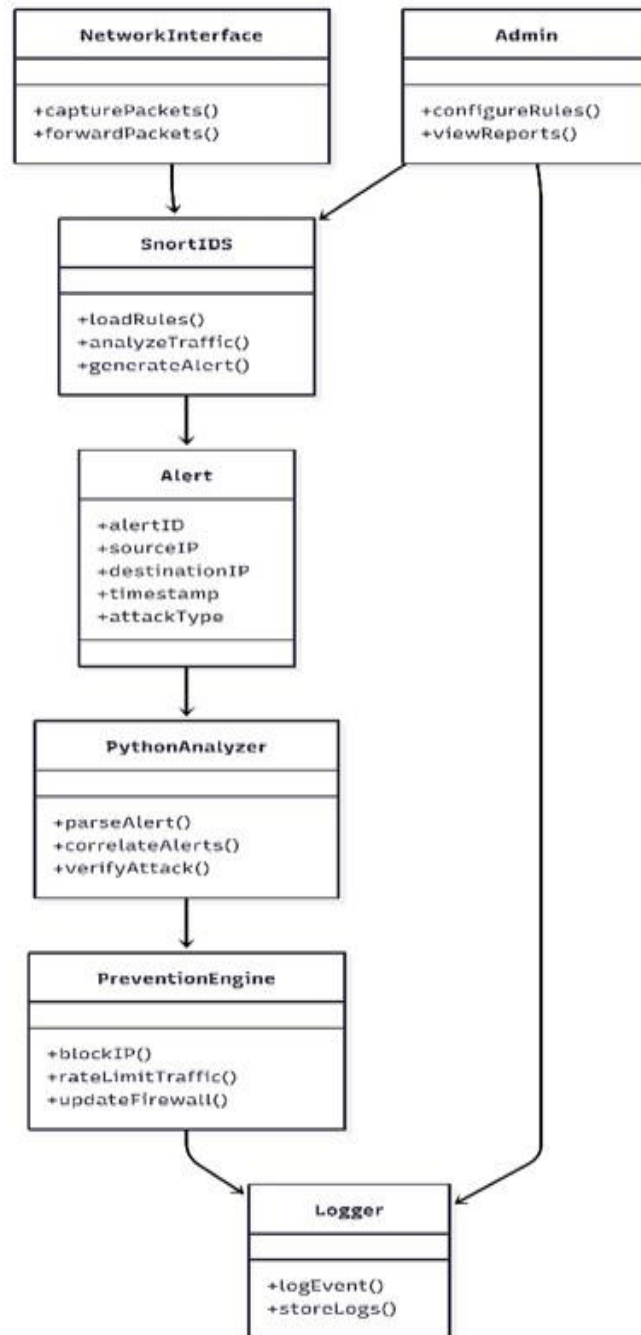 NetworkInterface
+capturePackets()
+forwardPackets()
Admin
+configureRules()
+viewReports()
SnortIDS
+loadRules()
+analyzeTraffic()
+generateAlert()
Alert
+alertID
+sourceIP
+destinationIP
+timestamp
+attackType
PythonAnalyzer
+parseAlert()
+correlateAlerts()
+verifyAttack()
PreventionEngine
+blockIP()
+rateLimitTraffic()
+updateFirewall()
Logger
+logEvent()
+storeLogs()